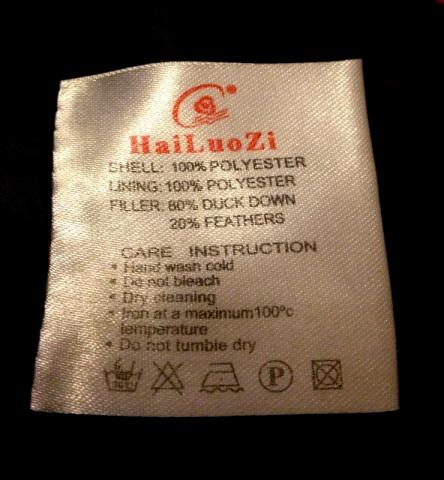 HaiLuoZi
SHELL: 100% POLYESTER
LINING: 100% POLYESTER
FILLER: 80% DUCK DOWN
20% FEATHERS
CARE INSTRUCTION
• Hand wash cold
• Do not bleach
• Dry cleaning
• Iron at a maximum100ºc
temperature
• Do not tumble dry
P